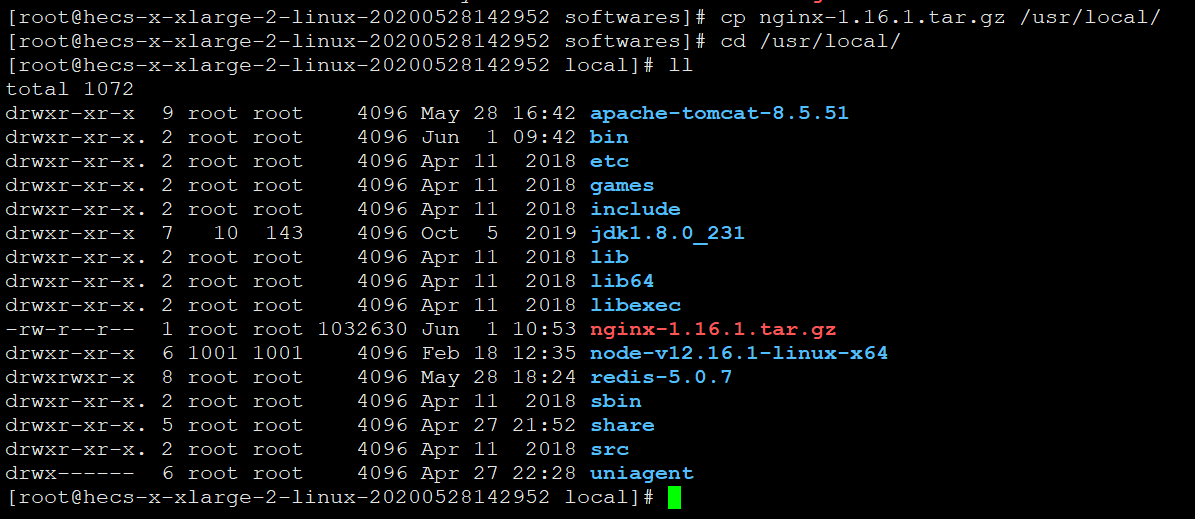 [root@hecs-x-xlarge-2-linux-20200528142952 softwares]# cp nginx-1.16.1.tar.gz /usr/local/
[root@hecs-x-xlarge-2-linux-20200528142952 softwares]# cd /usr/local/
[root@hecs-x-xlarge-2-linux-20200528142952 local]# ll
total 1072
drwxr-xr-x  9 root root    4096 May 28 16:42 apache-tomcat-8.5.51
drwxr-xr-x. 2 root root    4096 Jun  1 09:42 bin
drwxr-xr-x. 2 root root    4096 Apr 11  2018 etc
drwxr-xr-x. 2 root root    4096 Apr 11  2018 games
drwxr-xr-x. 2 root root    4096 Apr 11  2018 include
drwxr-xr-x  7   10  143    4096 Oct  5  2019 jdk1.8.0_231
drwxr-xr-x. 2 root root    4096 Apr 11  2018 lib
drwxr-xr-x. 2 root root    4096 Apr 11  2018 lib64
drwxr-xr-x. 2 root root    4096 Apr 11  2018 libexec
-rw-r--r--  1 root root 1032630 Jun  1 10:53 nginx-1.16.1.tar.gz
drwxr-xr-x  6 1001 1001    4096 Feb 18 12:35 node-v12.16.1-linux-x64
drwxrwxr-x  8 root root    4096 May 28 18:24 redis-5.0.7
drwxr-xr-x. 2 root root    4096 Apr 11  2018 sbin
drwxr-xr-x. 5 root root    4096 Apr 27 21:52 share
drwxr-xr-x. 2 root root    4096 Apr 11  2018 src
drwx------  6 root root    4096 Apr 27 22:28 uniagent
[root@hecs-x-xlarge-2-linux-20200528142952 local]#